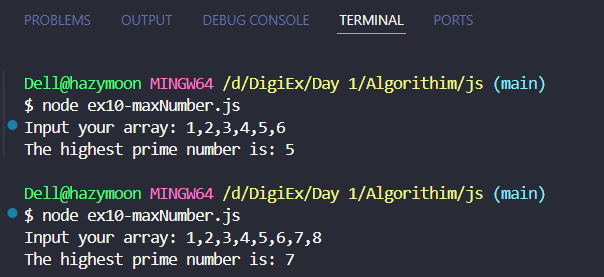 PROBLEMS OUTPUT DEBUG CONSOLE TERMINAL PORTS
Dell@hazymoon MINGW64 /d/DigiEx/Day 1/Algorithim/js (main)
$ node ex10-maxNumber.js
Input your array: 1,2,3,4,5,6
The highest prime number is: 5
Dell@hazymoon MINGW64 /d/DigiEx/Day 1/Algorithim/js (main)
$ node ex10-maxNumber.js
Input your array: 1,2,3,4,5,6,7,8
The highest prime number is: 7